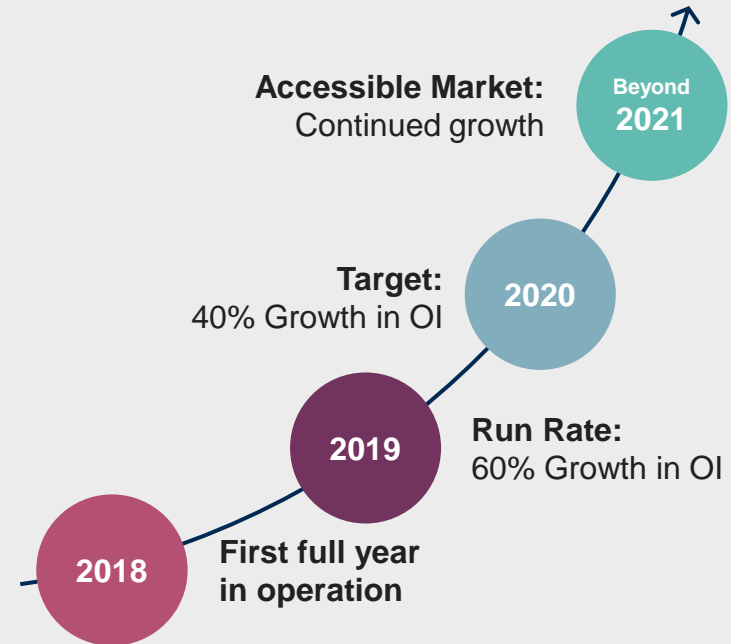 Accessible Market:
Continued growth
Beyond
2021
Target:
40% Growth in OI
2020
2019
Run Rate:
60% Growth in OI
2018
First full year
in operation